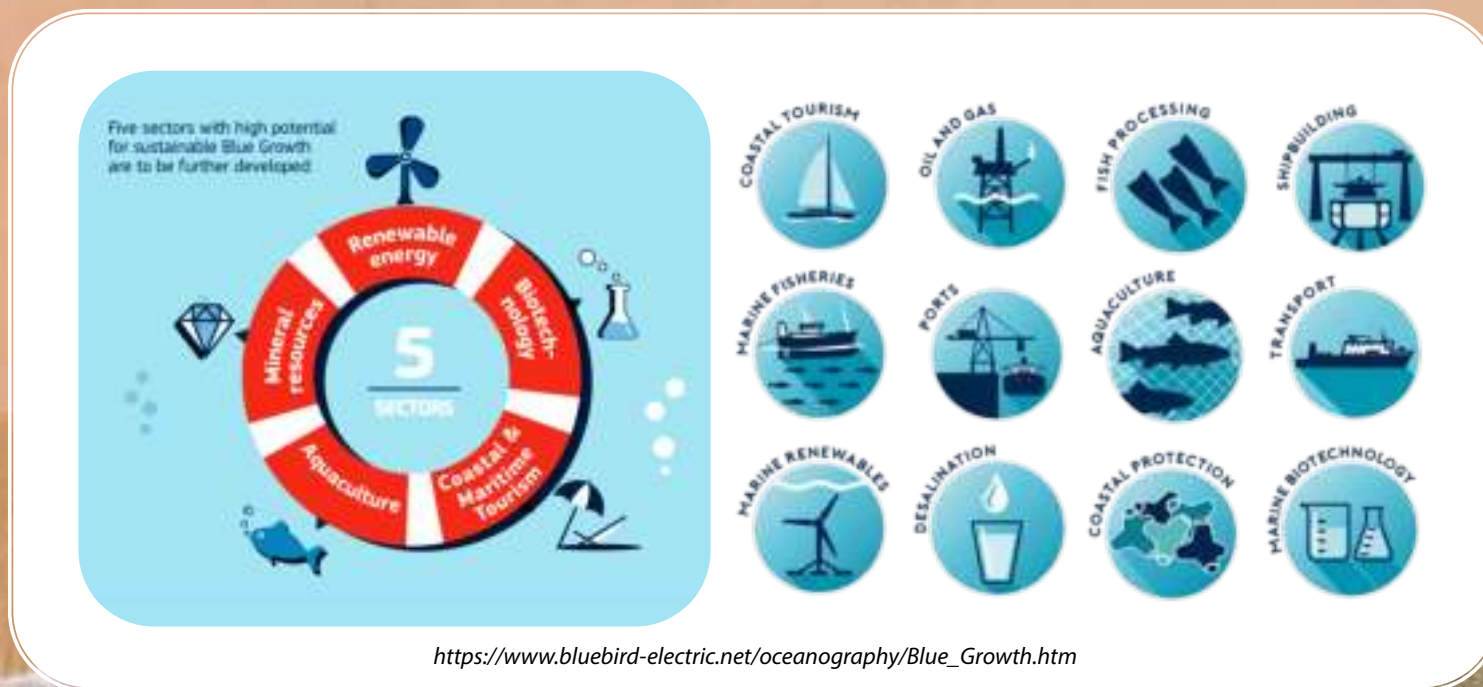 Five sectors with high potential
for sustainable Blue Growth
are to be further developed
Renewable
energy
Biotech-
nology
Coastal &
Maritime
Tourism
Aquaculture
Mineral
resources
5
SECTORS
COASTAL TOURISM
OIL AND GAS
FISH PROCESSING
SHIPBUILDING
MARINE FISHERIES
PORTS
AQUACULTURE
TRANSPORT
MARINE RENEWABLES
DESALINATION
COASTAL PROTECTION
MARINE BIOTECHNOLOGY
https://www.bluebird-electric.net/oceanography/Blue_Growth.htm